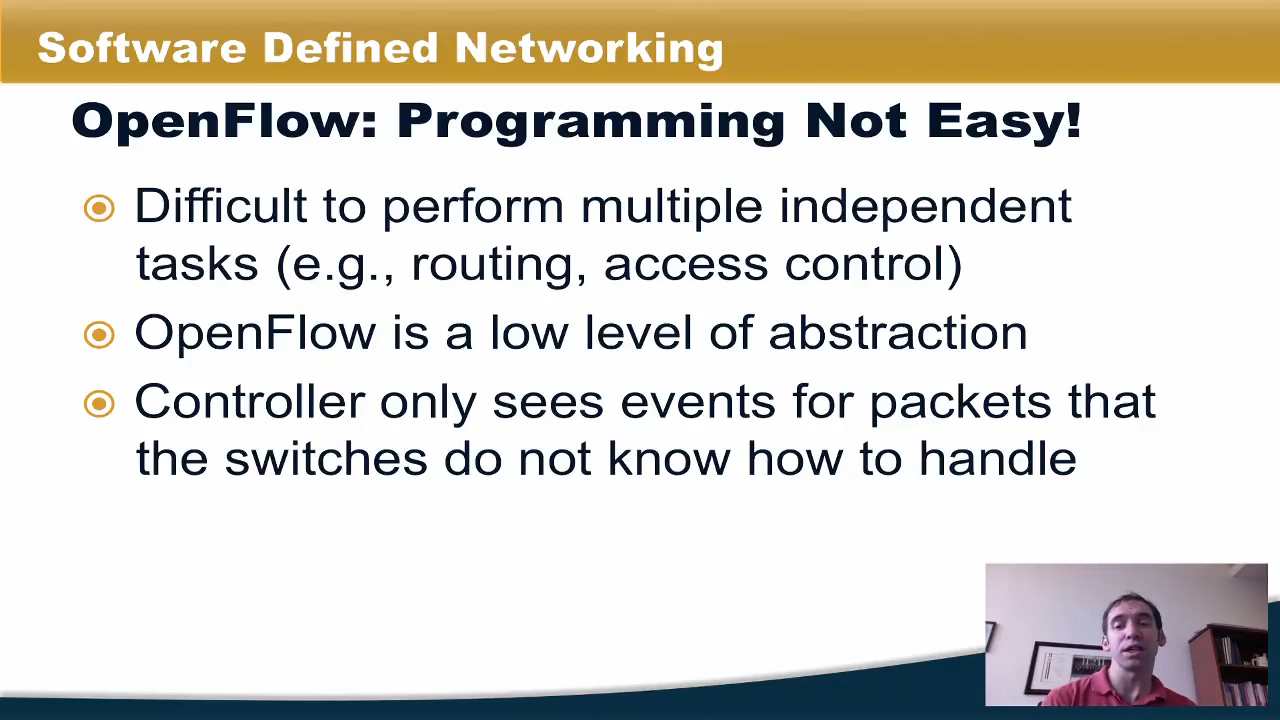 Software Defined Networking
OpenFlow: Programming Not Easy!
Difficult to perform multiple independent
tasks (e.g., routing, access control)
OpenFlow is a low level of abstraction
Controller only sees events for packets that
the switches do not know how to handle